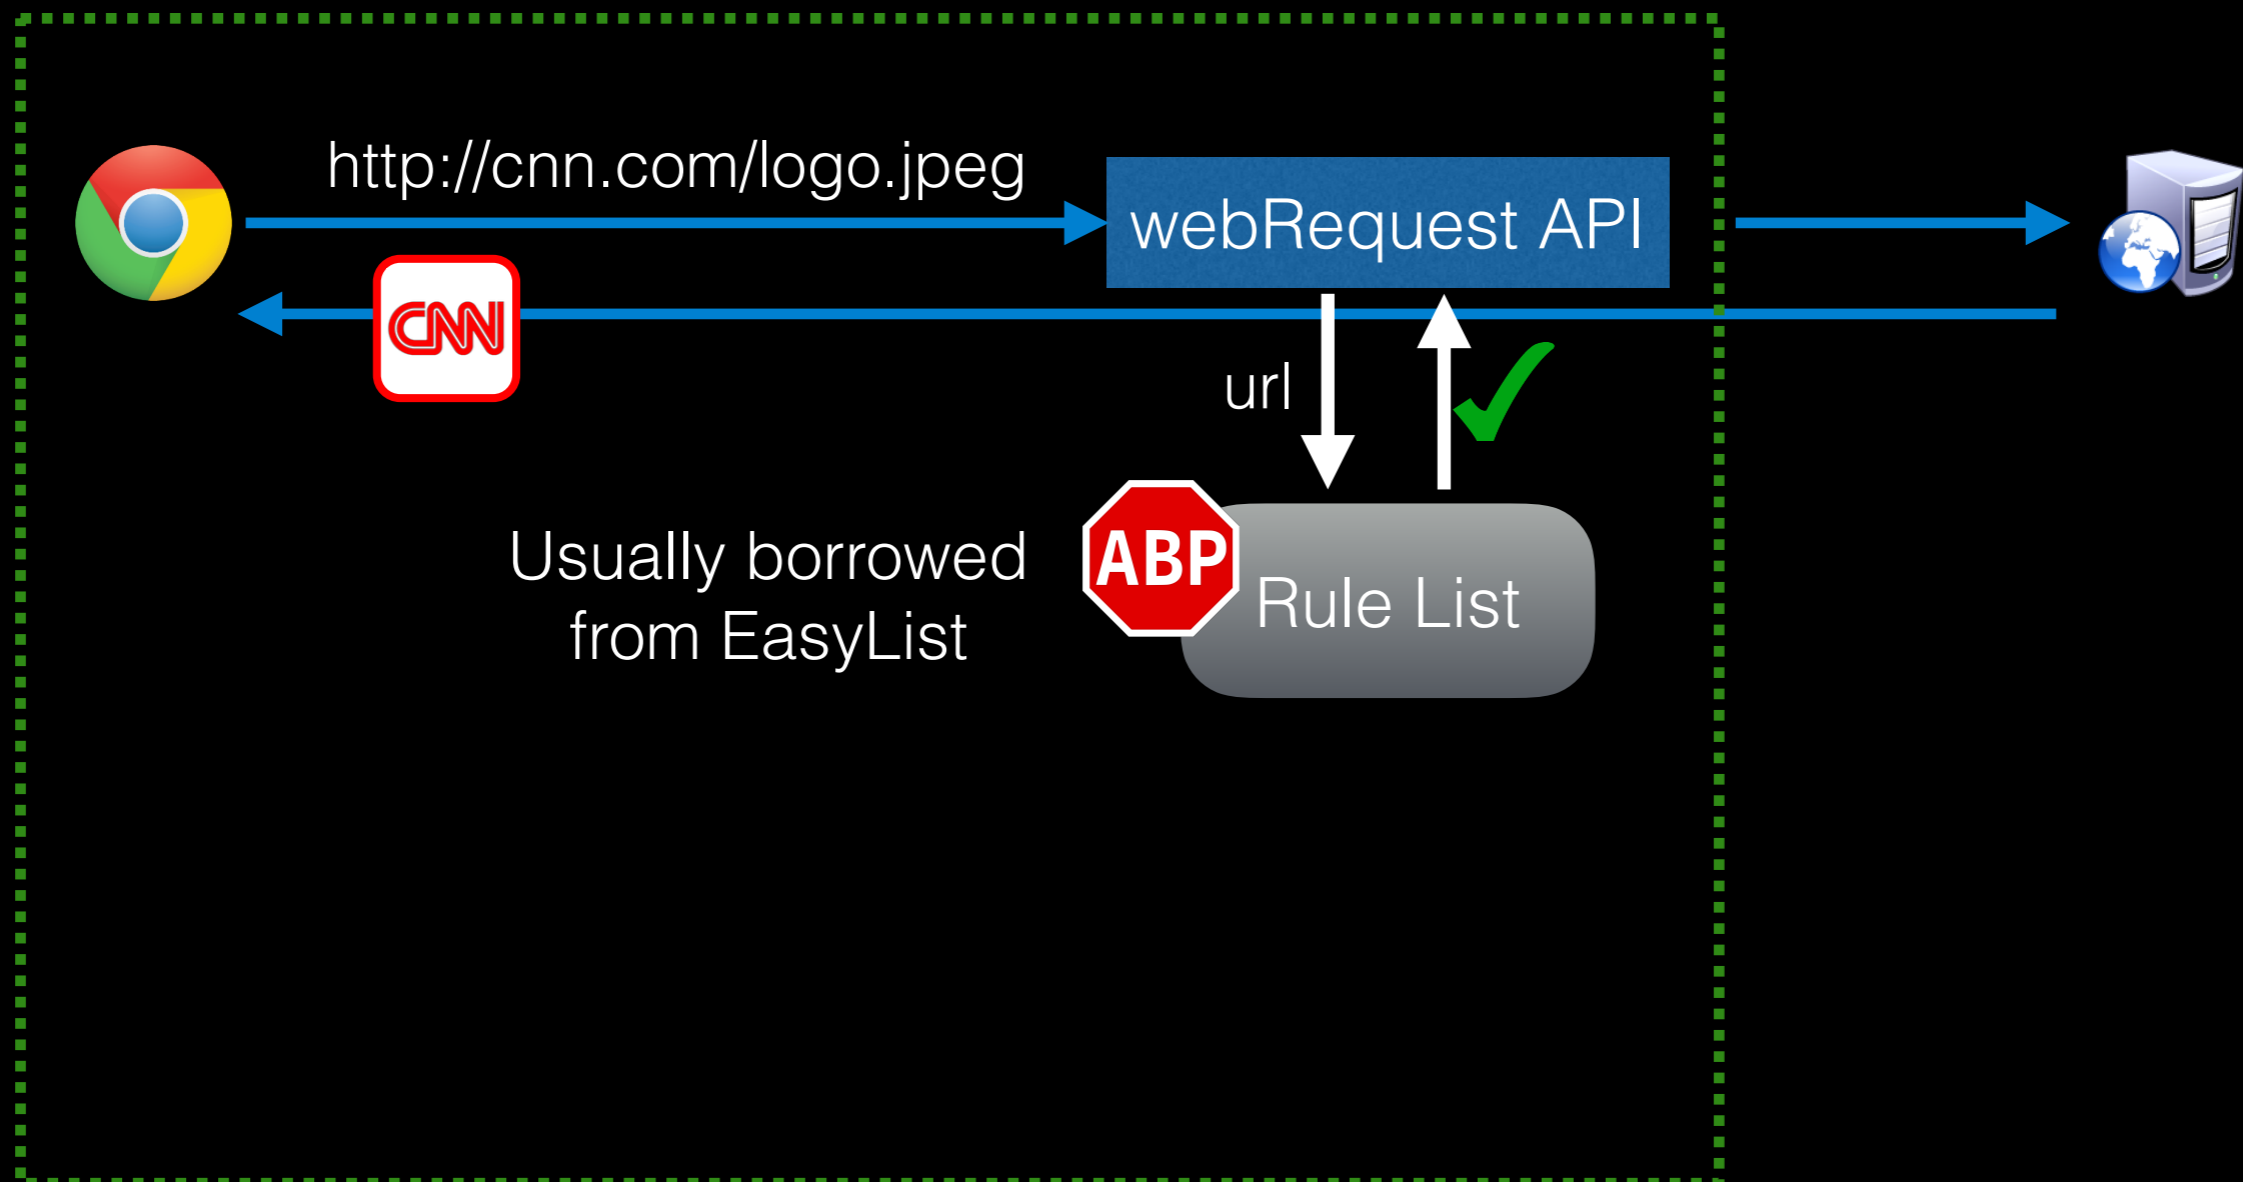 http://cnn.com/logo.jpeg
webRequest API
CNN
url
ABP
Usually borrowed
from EasyList
Rule List